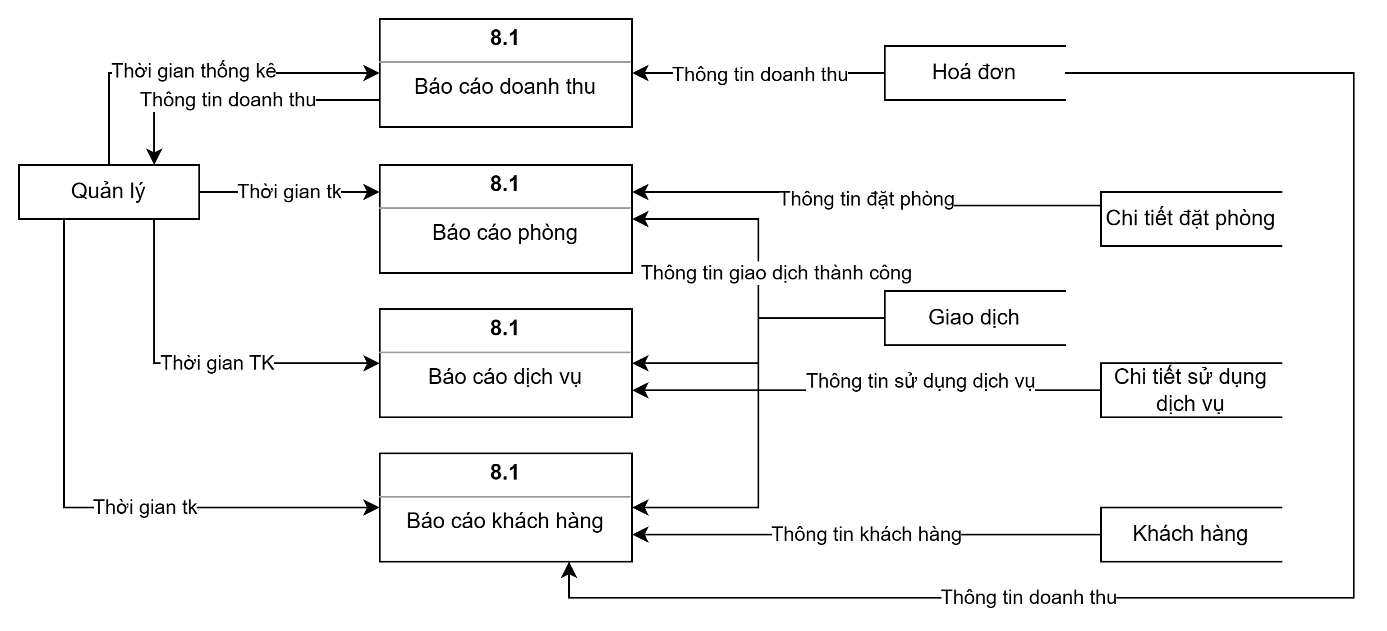 8.1
Thời gian thống kê
Báo cáo doanh thu
Thông tin doanh thu
Hoá đơn
Thông tin doanh thu
8.1
Quản lý
Thời gian tk
Báo cáo phòng
Thông tin đặt phòng
Chi tiết đặt phòng
Thông tin giao dịch thành công
Giao dịch
8.1
Thời gian TK
Báo cáo dịch vụ
Thông tin sử dụng dịch vụ
Chi tiết sử dụng
dịch vụ
8.1
Thời gian tk
Báo cáo khách hàng
Thông tin khách hàng
Khách hàng
Thông tin doanh thu